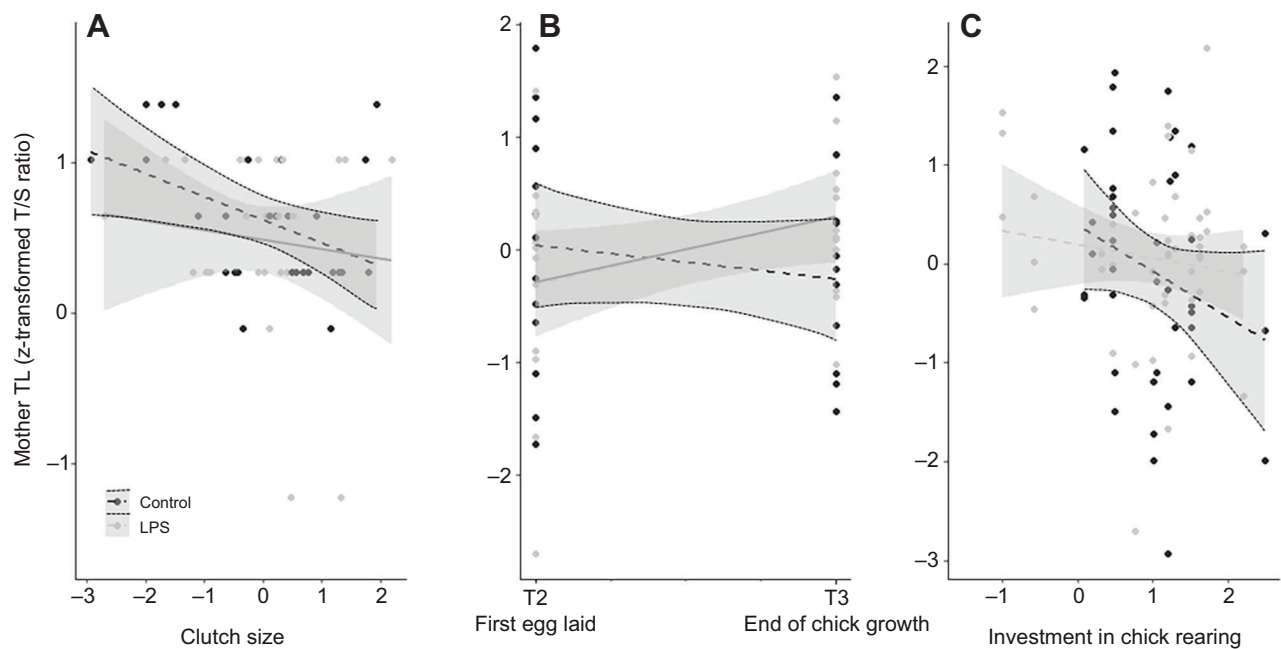 A
B
C
Mother TL (z-transformed T/S ratio)
1
0
–1
Control
LPS
–3 –2 –1 0 1 2
Clutch size
2
1
0
–1
–2
T2 T3
First egg laid End of chick growth
2
1
0
–1
–2
–3
–1 0 1 2
Investment in chick rearing